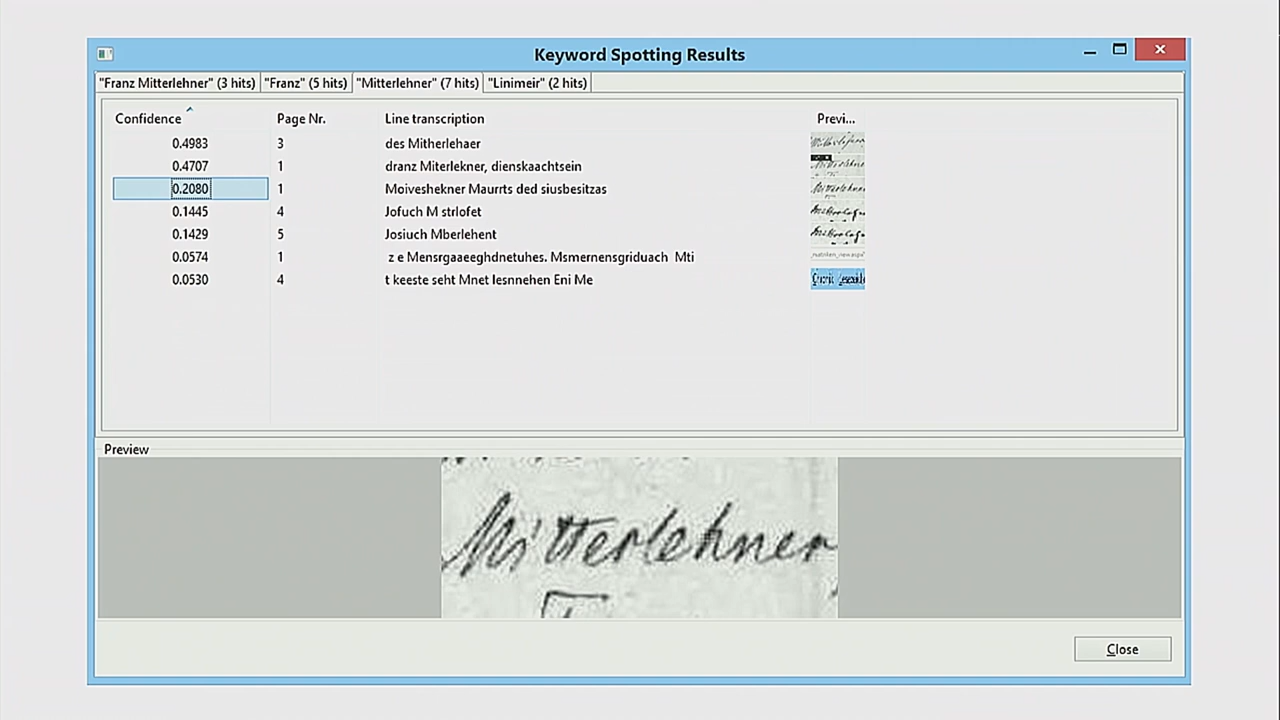 Keyword Spotting Results
"Franz Mitterlehner" (3 hits) "Franz" (5 hits) "Mitterlehner" (7 hits) "Linimeir" (2 hits)
Confidence Page Nr. Line transcription Previ...
0.4983 3 des Mitherlehaer
0.4707 1 dranz Miterlekner, dienskaachtsein
0.2080 1 Moiveshekner Maurrts ded siusbesitzas
0.1445 4 Jofuch M strlofet
0.1429 5 Josiuch Mberlehent
0.0574 1 z e Mensrgaaeeghdnetuhes. Msmernensgriduach Mti
0.0530 4 t keeste seht Mnet lesnnehen Eni Me
Preview
Mitterlehner
Close